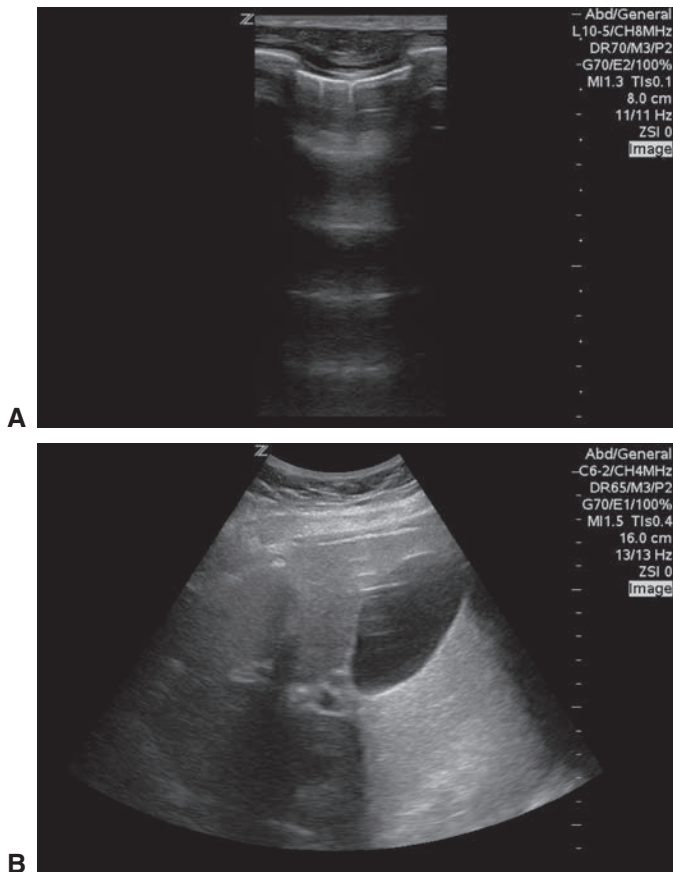 Z
Abd/General
L10-5/CH8MHz
DR70/M3/P2
G70/E2/100%
MI1.3 TIs0.1
8.0 cm
11/11 Hz
ZSI 0
Image
A
Z
Abd/General
C6-2/CH4MHz
DR65/M3/P2
G70/E1/100%
MI1.5 TIs0.4
16.0 cm
13/13 Hz
ZSI 0
Image
B